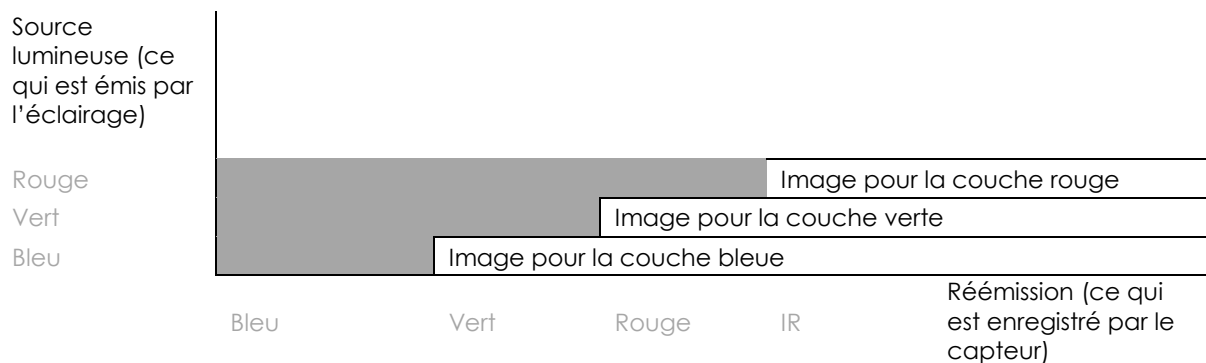 Source
lumineuse (ce
qui est émis par
l’éclairage)
Rouge
Image pour la couche rouge
Vert
Image pour la couche verte
Bleu
Image pour la couche bleue
Bleu
Vert
Rouge
IR
Réémission (ce qui
est enregistré par le
capteur)